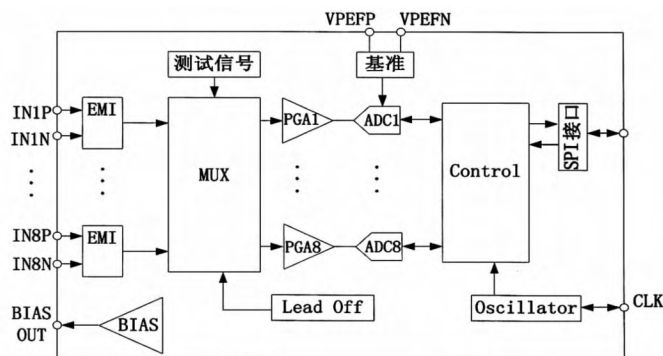 VPEFP VPEFN
测试信号
基准
IN1P
EMI
IN1N
PGA1
ADC1
SPI接口
MUX
Control
IN8P
EMI
IN8N
PGA8
ADC8
Lead Off
Oscillator
CLK
BIAS
OUT
BIAS